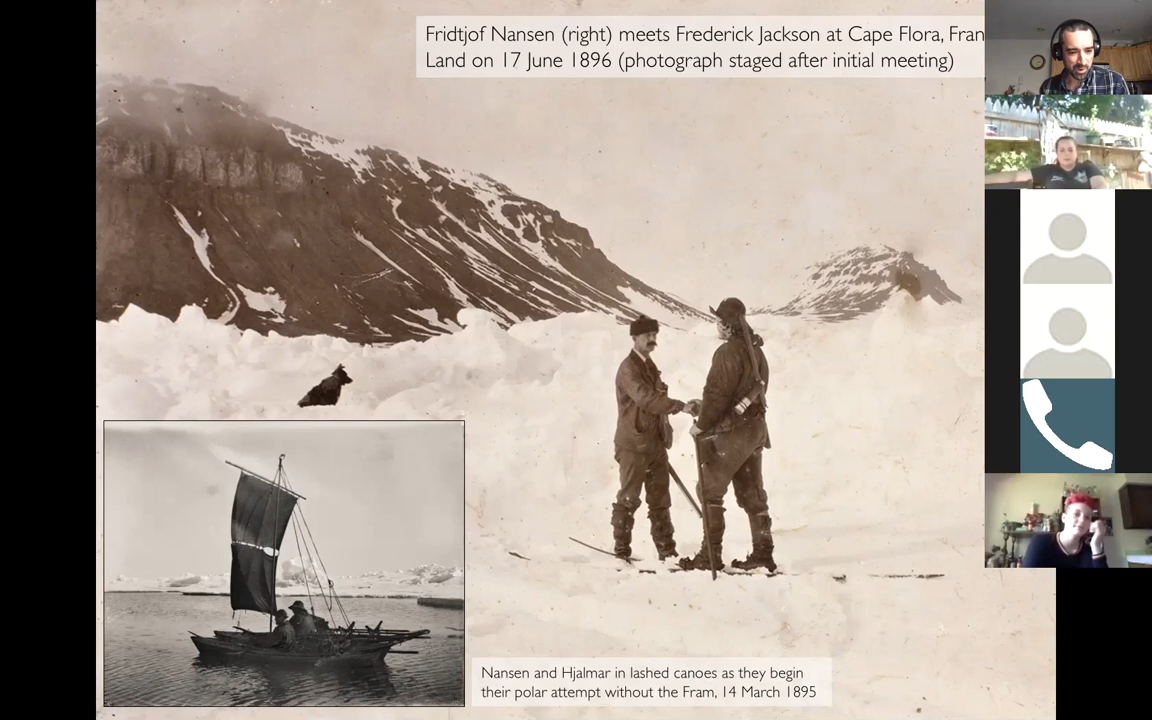 Fridtjof Nansen (right) meets Frederick Jackson at Cape Flora, Fran
Land on 17 June 1896 (photograph staged after initial meeting)
Nansen and Hjalmar in lashed canoes as they begin
their polar attempt without the Fram, 14 March 1895